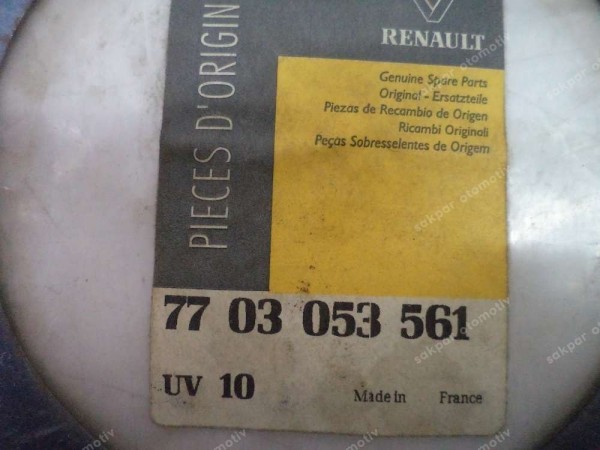 PIECES D'ORIGIN
RENAULT
Genuine Spare Parts
Original - Ersatzteile
Piezas de Recambio de Origen
Ricambi Originali
Peças Sobresselentes de Origem
77 03 053 561
UV 10
Made in France
sakpar otomotiv